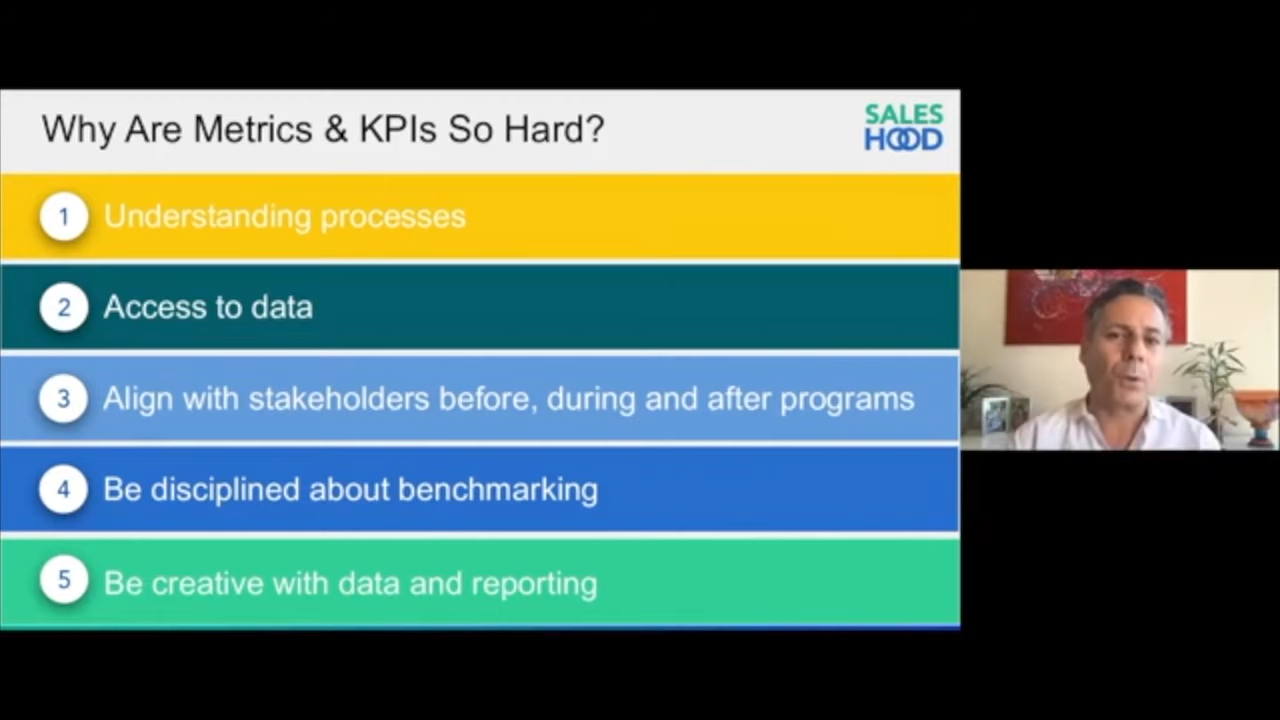 Why Are Metrics & KPIs So Hard?
SALES
HOOD
1 Understanding processes
2 Access to data
3 Align with stakeholders before, during and after programs
4 Be disciplined about benchmarking
5 Be creative with data and reporting